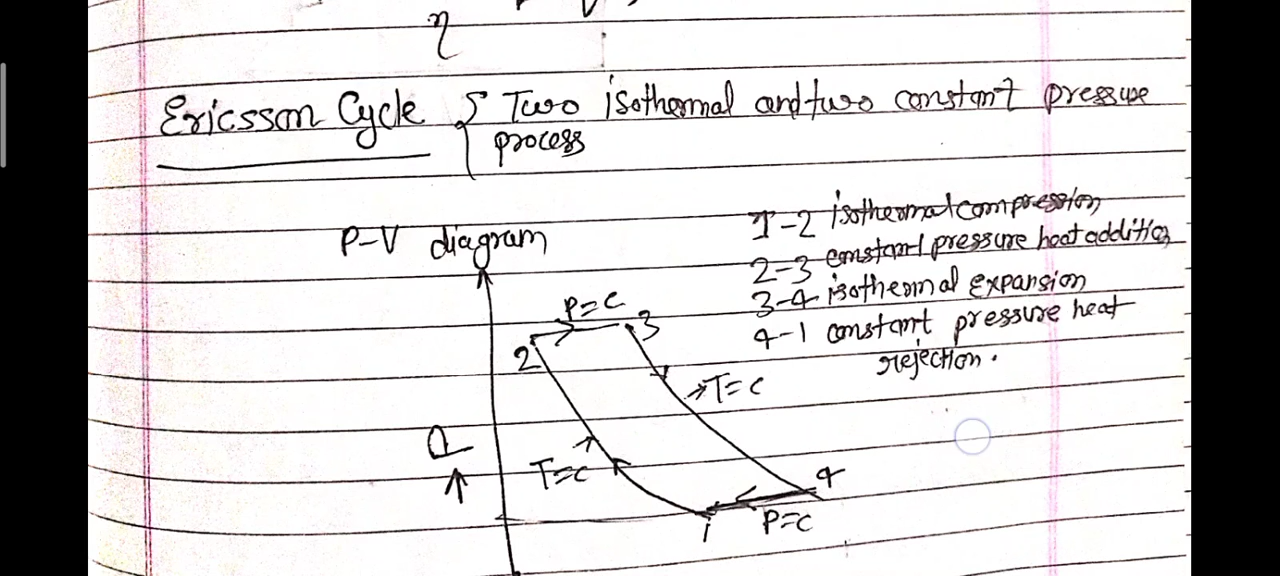 η
Ericsson Cycle { Two isothermal and two constant pressure
process
P-V diagram
1-2 isothermal compression
2-3 constant pressure heat addition
3-4 isothermal expansion
4-1 constant pressure heat
rejection.
P=C
2
3
T=C
P
T=C
4
1
P=C